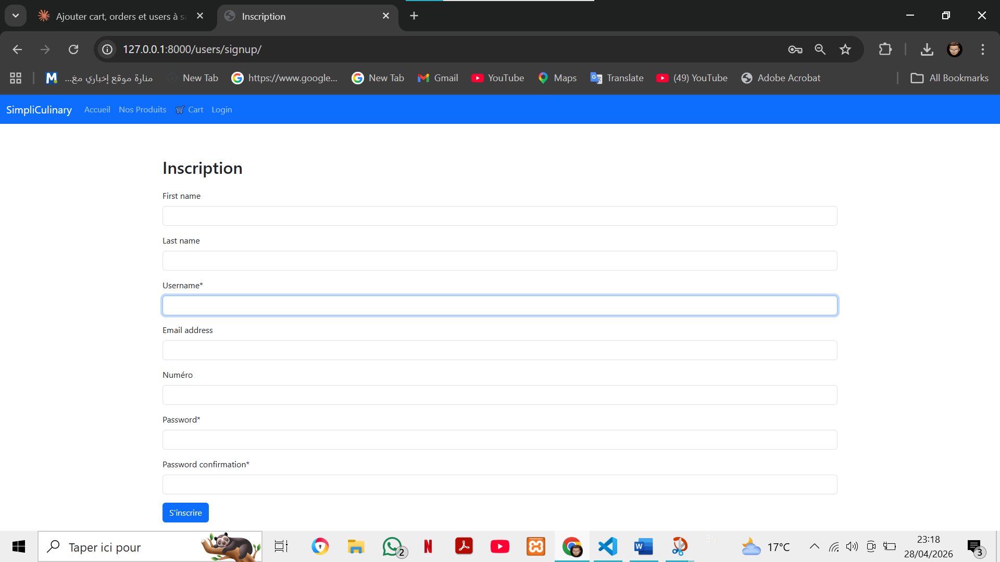 Ajouter cart, orders et users à sa
Inscription
127.0.0.1:8000/users/signup/
منارة موقع إخباري مغ...
New Tab
https://www.google...
New Tab
Gmail
YouTube
Maps
Translate
(49) YouTube
Adobe Acrobat
All Bookmarks
SimpliCulinary
Accueil
Nos Produits
Cart
Login
Inscription
First name
Last name
Username*
Email address
Numéro
Password*
Password confirmation*
S'inscrire
Taper ici pour
2
17°C
23:18
28/04/2026
3